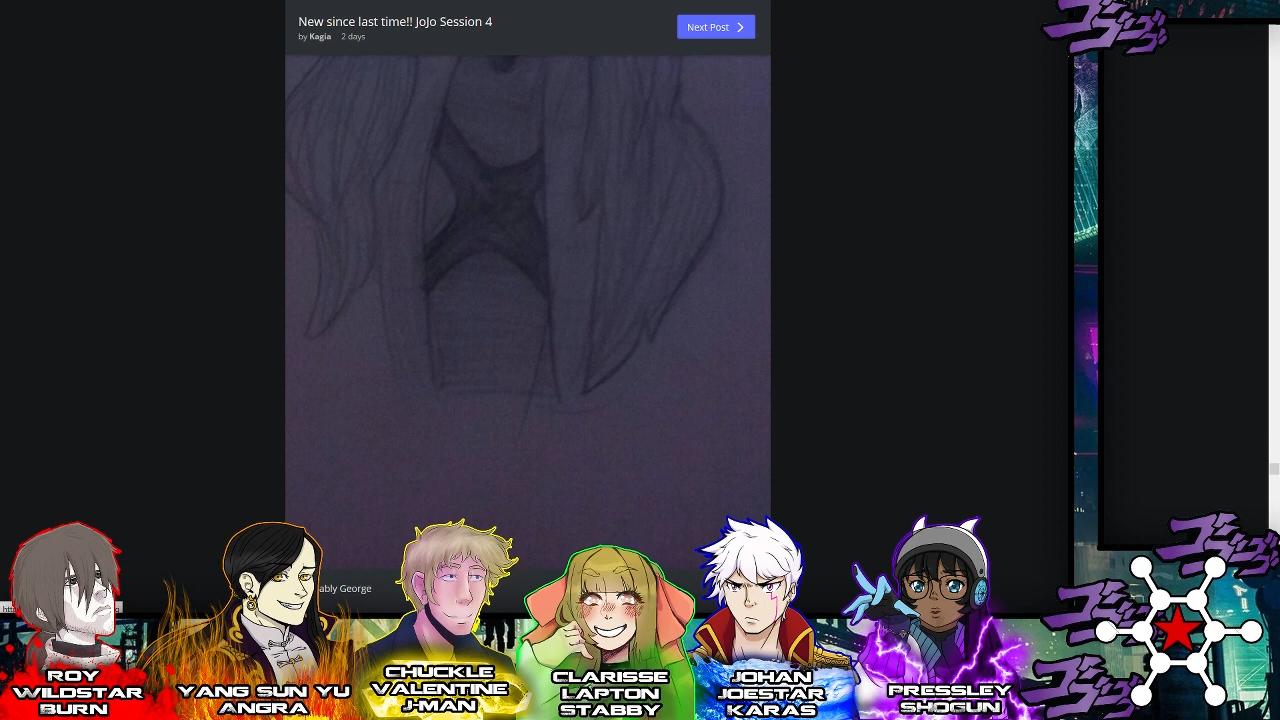 New since last time!! JoJo Session 4
by Kagia 2 days
Next Post
ably George
ROY
WILDSTAR
BURN
YANG SUN YU
ANGRA
CHUCKLE
VALENTINE
J-MAN
CLARISSE
LAPTON
STABBY
JOHAN
JOESTAR
KARAS
PRESSLEY
SHOGUN